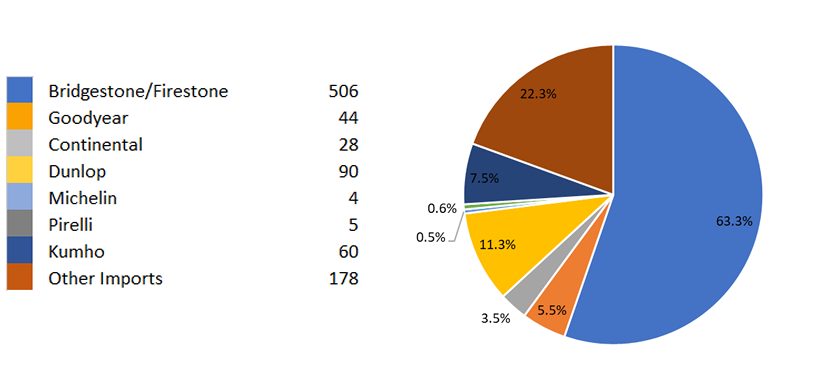 Bridgestone/Firestone 506
Goodyear 44
Continental 28
Dunlop 90
Michelin 4
Pirelli 5
Kumho 60
Other Imports 178
22.3%
7.5%
0.6%
0.5%
11.3%
3.5%
5.5%
63.3%